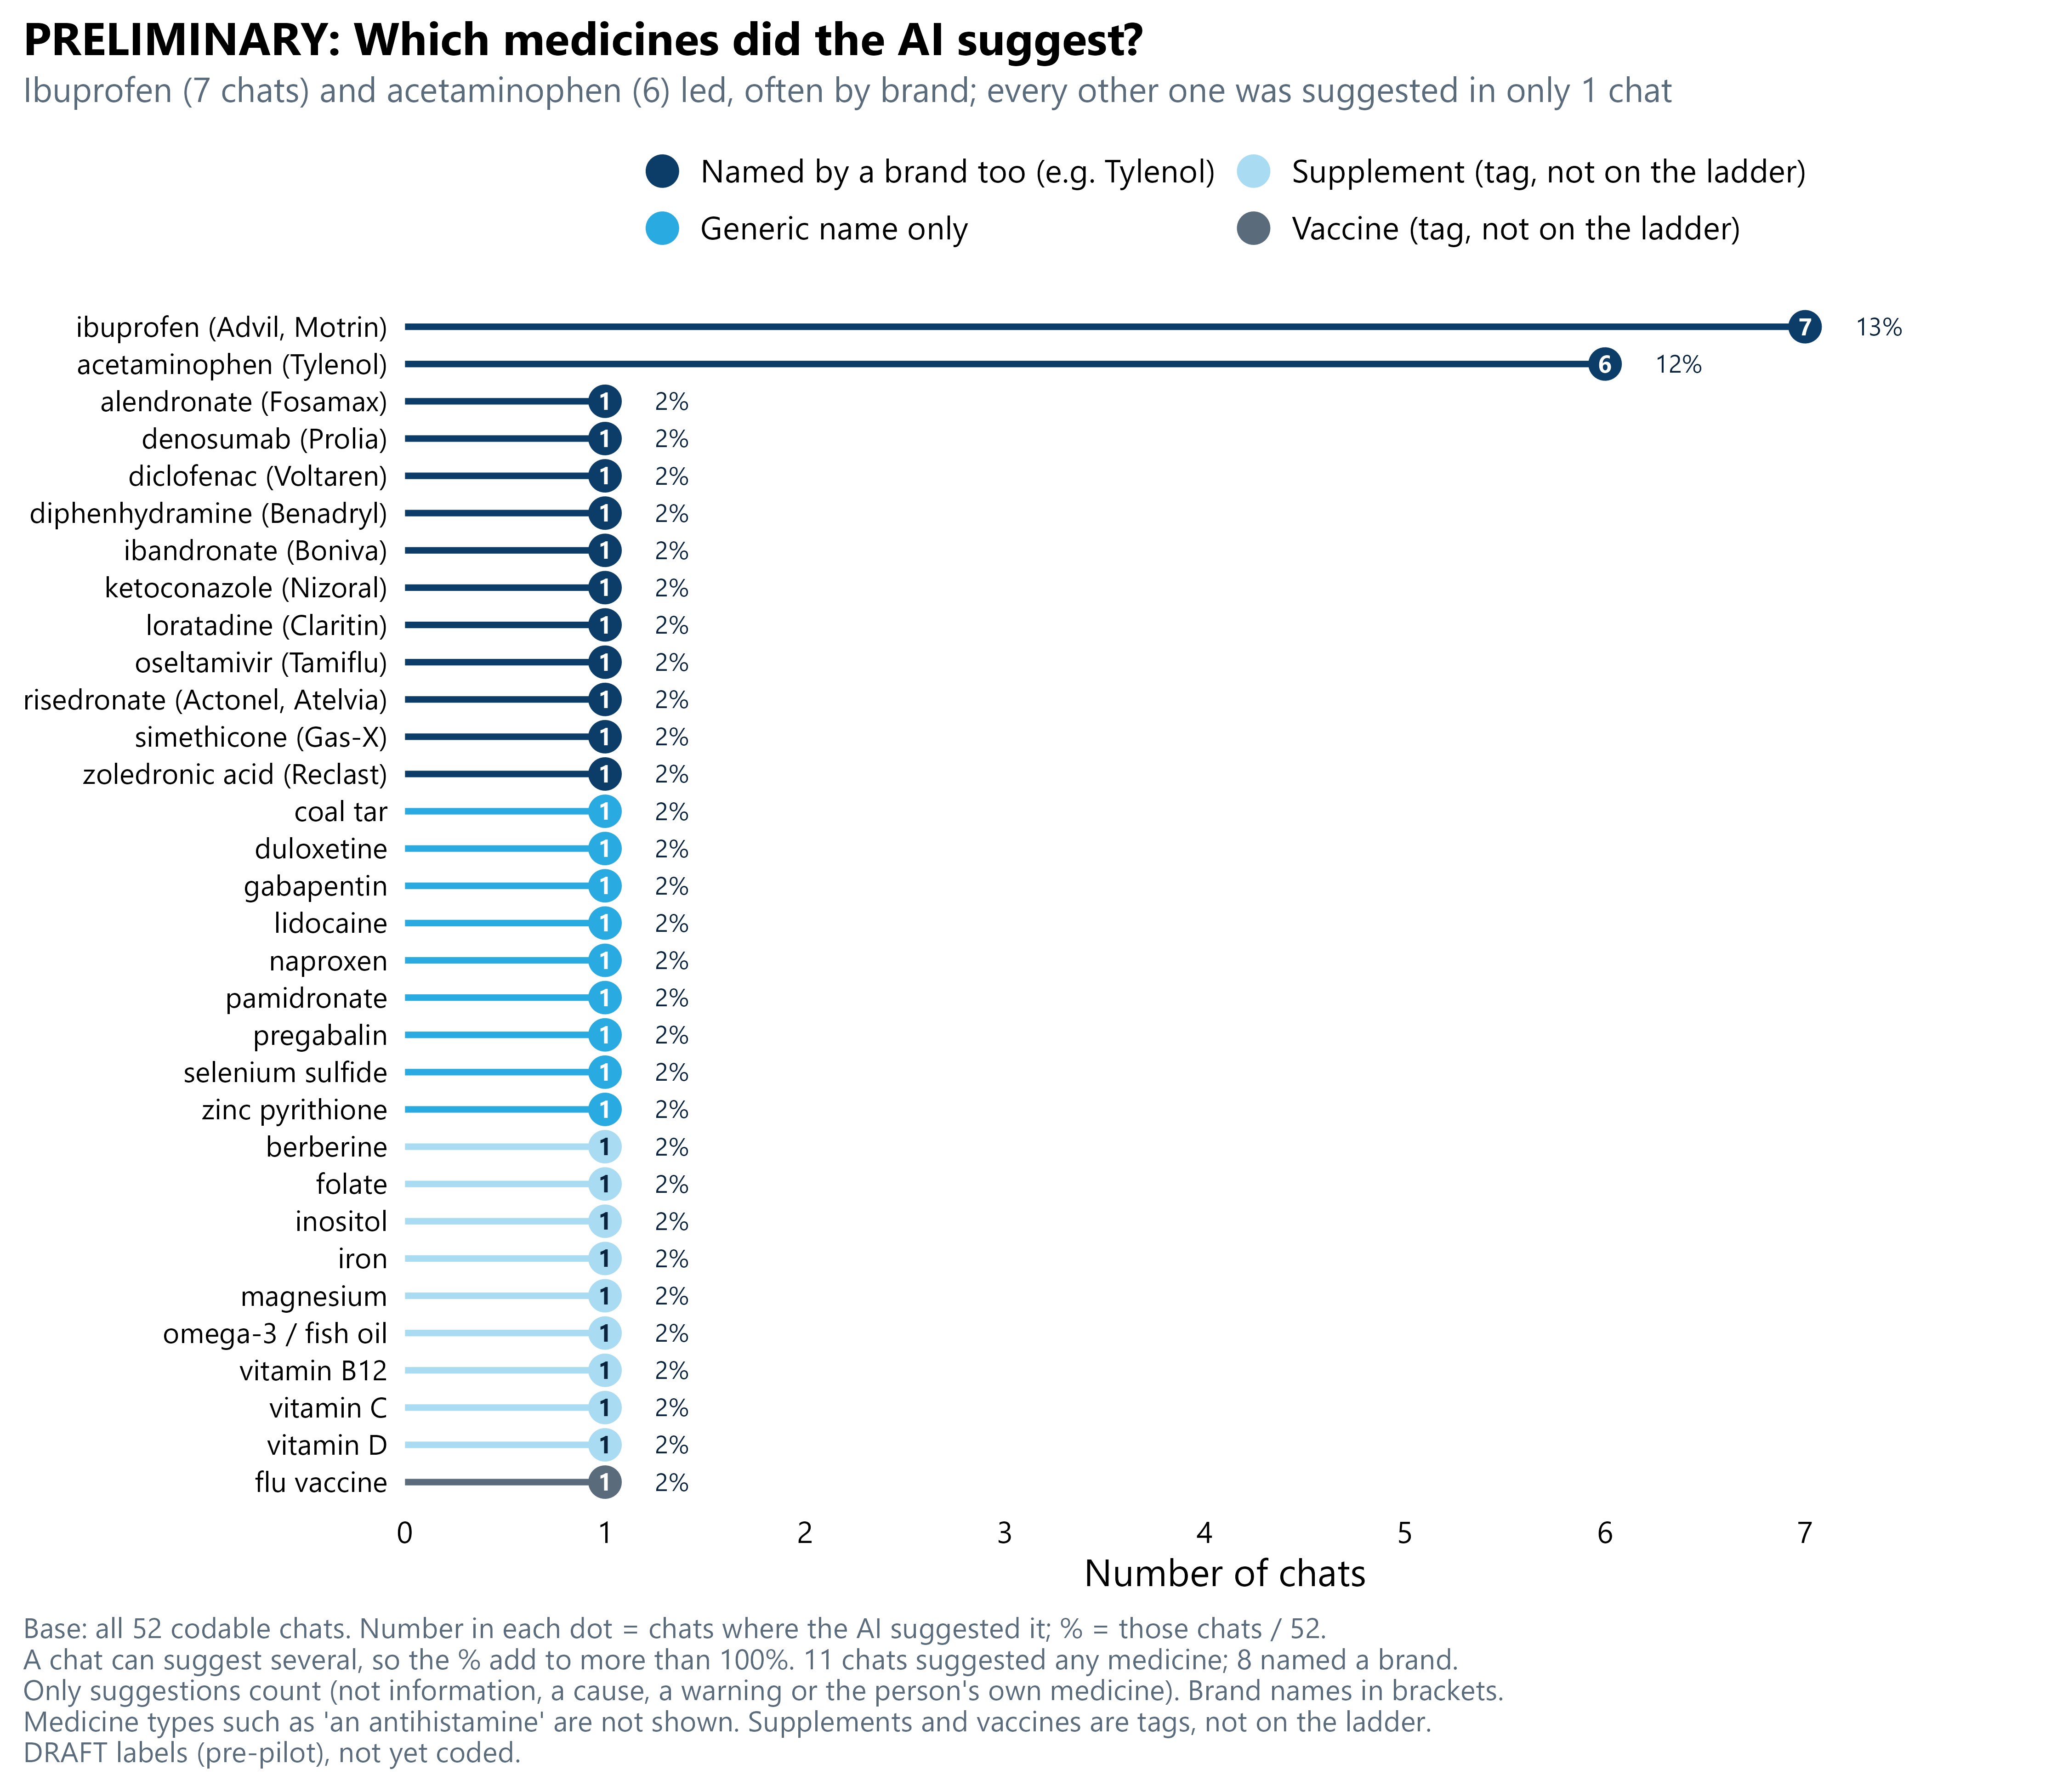 PRELIMINARY: Which medicines did the AI suggest?
Ibuprofen (7 chats) and acetaminophen (6) led, often by brand; every other one was suggested in only 1 chat
Named by a brand too (e.g. Tylenol)
Supplement (tag, not on the ladder)
Generic name only
Vaccine (tag, not on the ladder)
ibuprofen (Advil, Motrin) 7 13%
acetaminophen (Tylenol) 6 12%
alendronate (Fosamax) 1 2%
denosumab (Prolia) 1 2%
diclofenac (Voltaren) 1 2%
diphenhydramine (Benadryl) 1 2%
ibandronate (Boniva) 1 2%
ketoconazole (Nizoral) 1 2%
loratadine (Claritin) 1 2%
oseltamivir (Tamiflu) 1 2%
risedronate (Actonel, Atelvia) 1 2%
simethicone (Gas-X) 1 2%
zoledronic acid (Reclast) 1 2%
coal tar 1 2%
duloxetine 1 2%
gabapentin 1 2%
lidocaine 1 2%
naproxen 1 2%
pamidronate 1 2%
pregabalin 1 2%
selenium sulfide 1 2%
zinc pyrithione 1 2%
berberine 1 2%
folate 1 2%
inositol 1 2%
iron 1 2%
magnesium 1 2%
omega-3 / fish oil 1 2%
vitamin B12 1 2%
vitamin C 1 2%
vitamin D 1 2%
flu vaccine 1 2%
0 1 2 3 4 5 6 7
Number of chats
Base: all 52 codable chats. Number in each dot = chats where the AI suggested it; % = those chats / 52.
A chat can suggest several, so the % add to more than 100%. 11 chats suggested any medicine; 8 named a brand.
Only suggestions count (not information, a cause, a warning or the person's own medicine). Brand names in brackets.
Medicine types such as 'an antihistamine' are not shown. Supplements and vaccines are tags, not on the ladder.
DRAFT labels (pre-pilot), not yet coded.